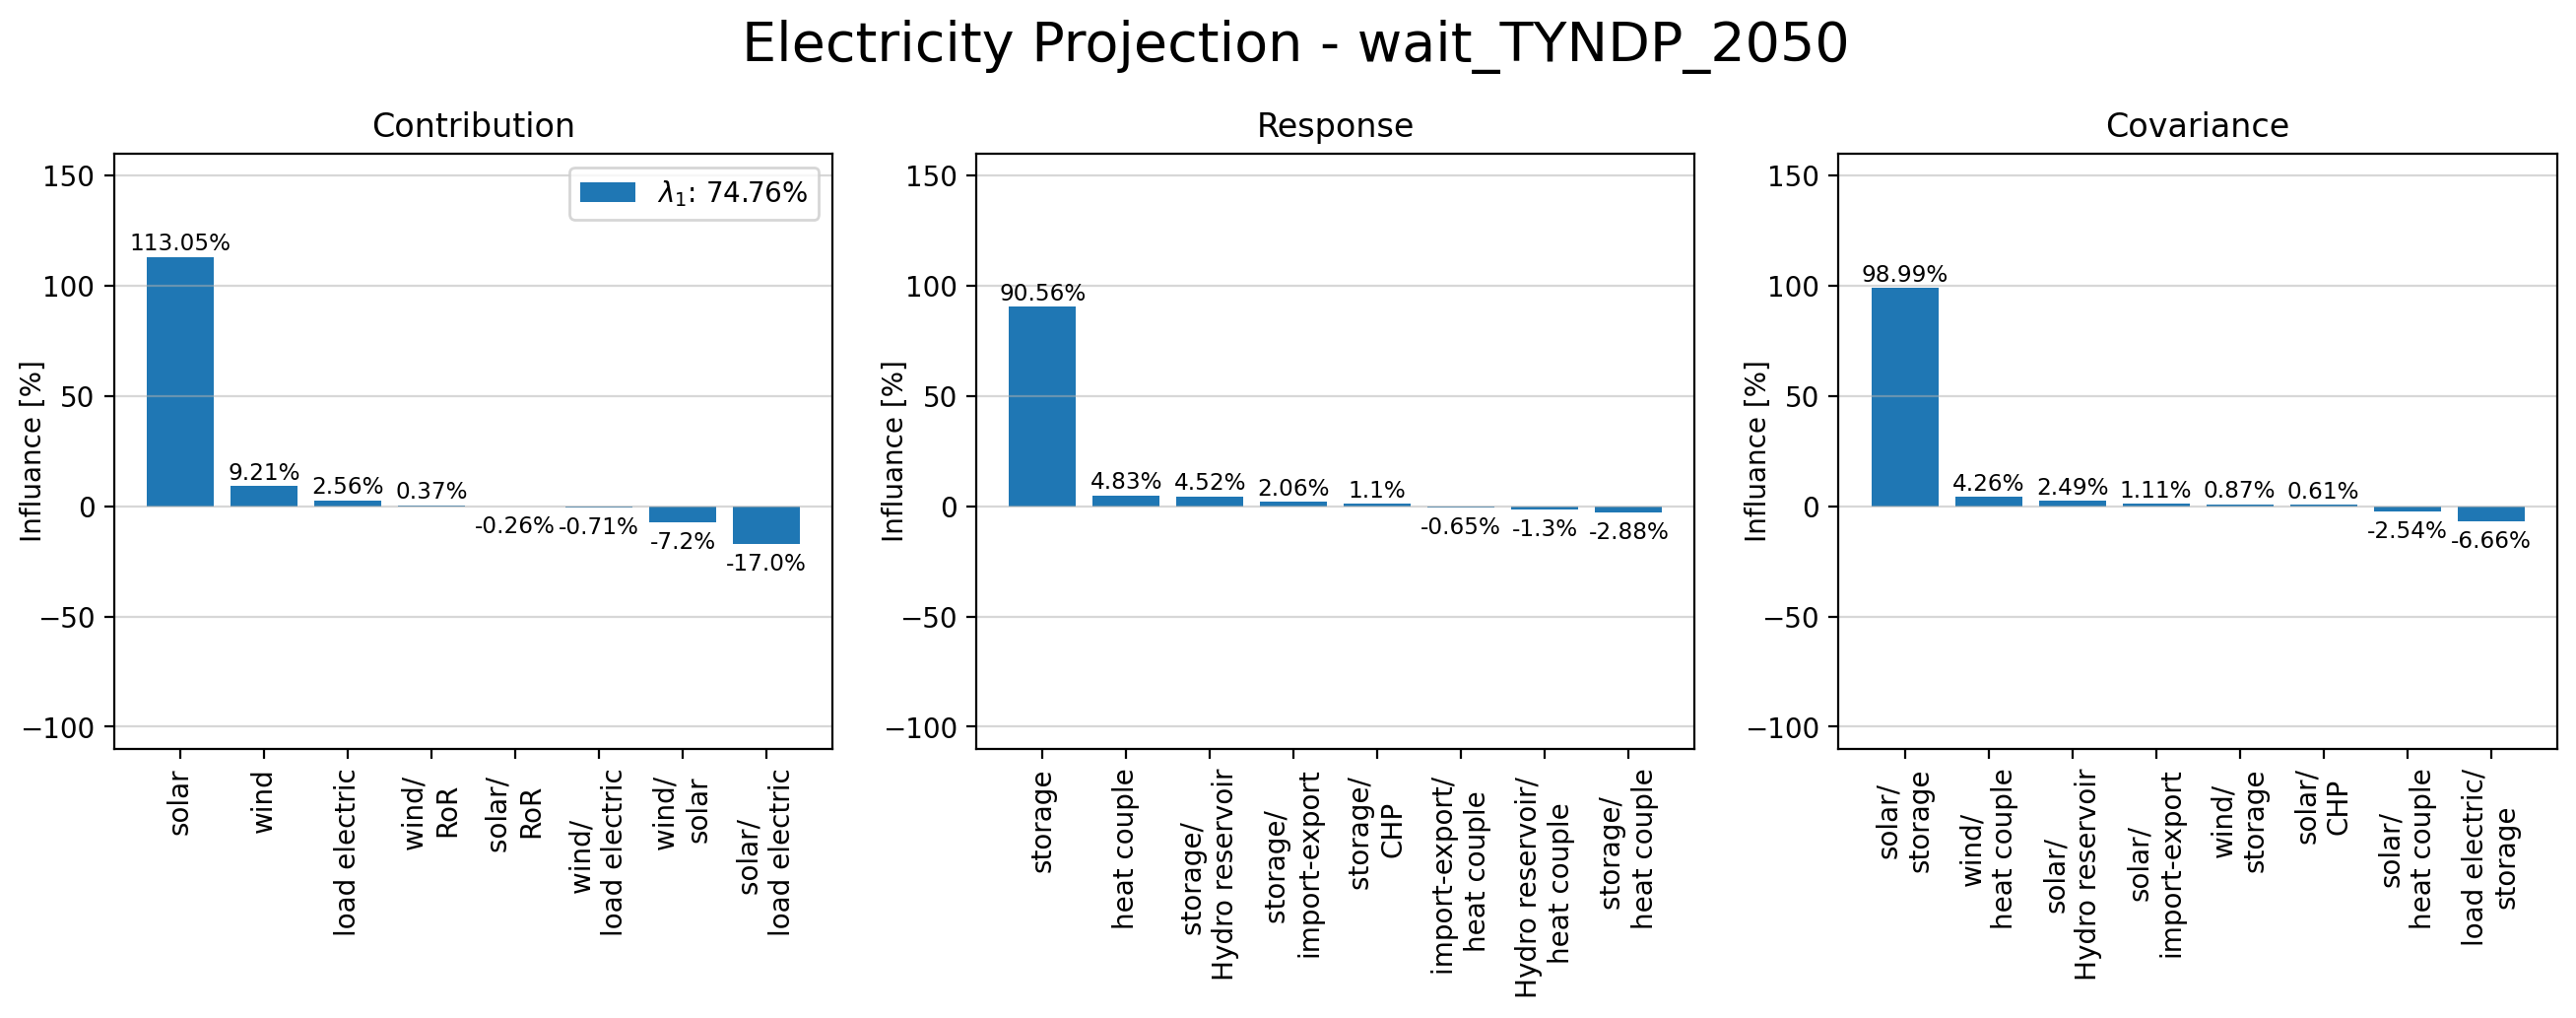 Electricity Projection - wait_TYNDP_2050
Contribution
Influance [%]
150
100
50
0
−50
−100
λ1: 74.76%
113.05%
9.21%
2.56%
0.37%
-0.26%
-0.71%
-7.2%
-17.0%
solar
wind
load electric
wind/
RoR
solar/
RoR
wind/
load electric
wind/
solar
solar/
load electric
Response
Influance [%]
150
100
50
0
−50
−100
90.56%
4.83%
4.52%
2.06%
1.1%
-0.65%
-1.3%
-2.88%
storage
heat couple
storage/
Hydro reservoir
storage/
import-export
storage/
CHP
import-export/
heat couple
Hydro reservoir/
heat couple
storage/
heat couple
Covariance
Influance [%]
150
100
50
0
−50
−100
98.99%
4.26%
2.49%
1.11%
0.87%
0.61%
-2.54%
-6.66%
solar/
storage
wind/
heat couple
solar/
Hydro reservoir
solar/
import-export
wind/
storage
solar/
CHP
solar/
heat couple
load electric/
storage